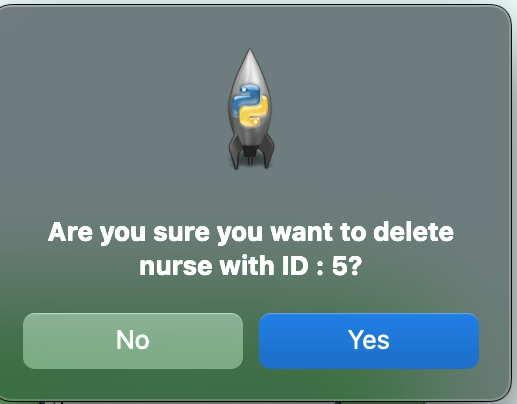 Are you sure you want to delete
nurse with ID : 5?
No
Yes